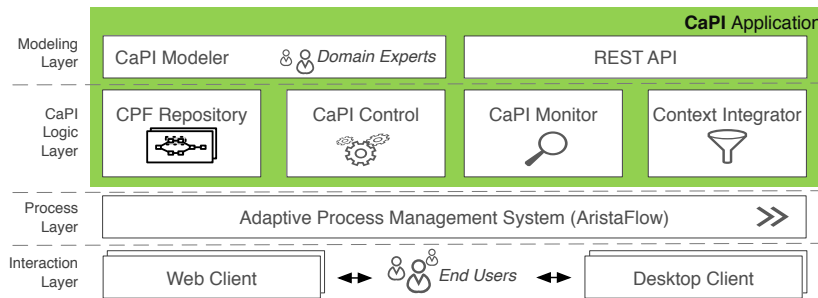 CaPI Application
Modeling
Layer
CaPI Modeler
Domain Experts
REST API
CaPI
Logic
Layer
CPF Repository
CaPI Control
CaPI Monitor
Context Integrator
Process
Layer
Adaptive Process Management System (AristaFlow)
Interaction
Layer
Web Client
End Users
Desktop Client